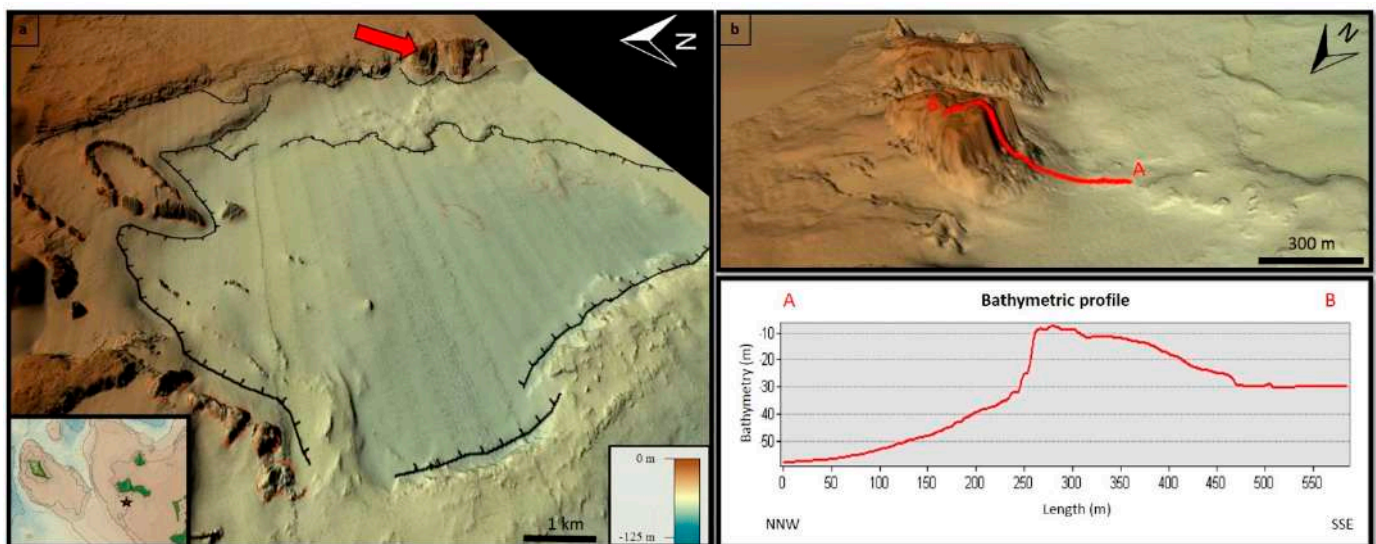 a
N
0 m
-125 m
1 km
b
N
B
A
300 m
A
Bathymetric profile
B
Bathymetry (m)
-10
-20
-30
-40
-50
0
50
100
150
200
250
300
350
400
450
500
550
Length (m)
NNW
SSE